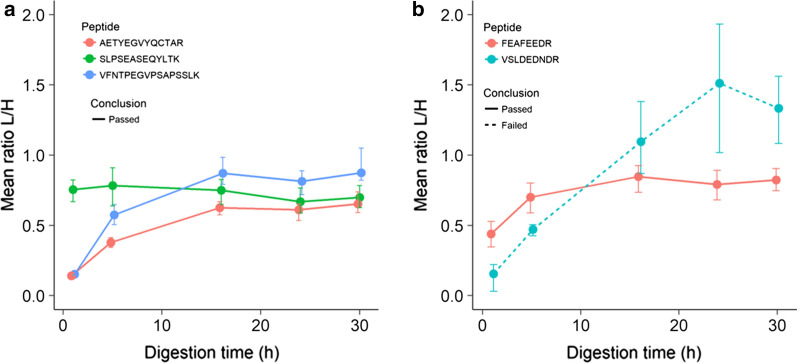 a
Peptide
AETYEGVYQCTAR
SLPSEASEQYLTK
VFNTPEGVPSAPSSLK
Conclusion
Passed
Mean ratio L/H
2.0
1.5
1.0
0.5
0.0
0
10
20
30
Digestion time (h)
b
Peptide
FEAFEEDR
VSLDEDNDR
Conclusion
Passed
Failed
Mean ratio L/H
2.0
1.5
1.0
0.5
0.0
0
10
20
30
Digestion time (h)